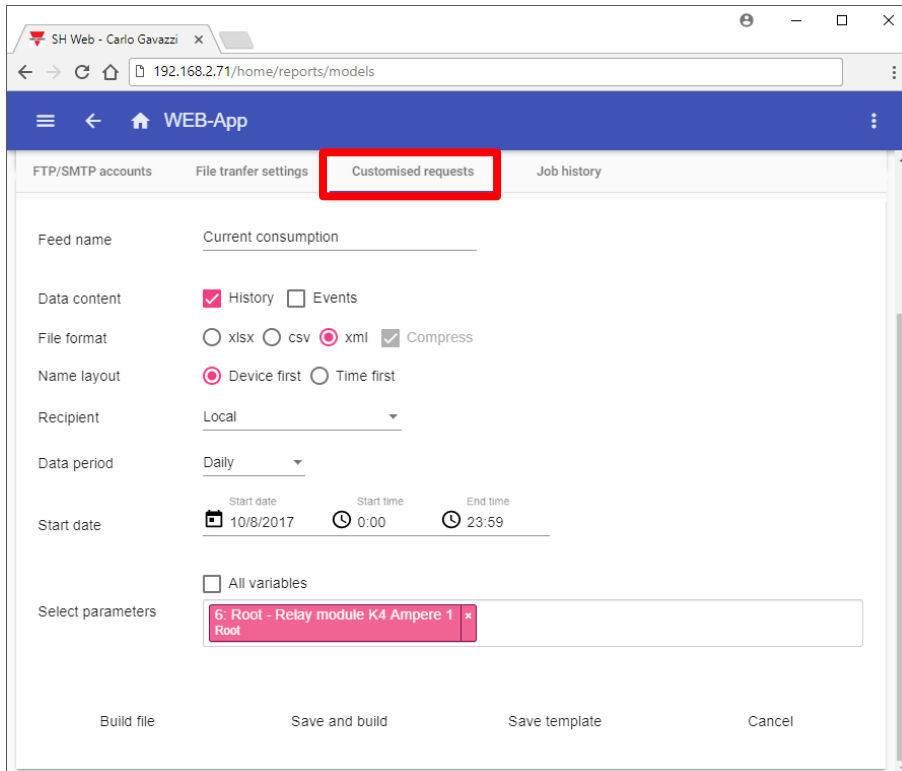 SH Web - Carlo Gavazzi
192.168.2.71/home/reports/models
WEB-App
FTP/SMTP accounts File tranfer settings Customised requests Job history
Feed name Current consumption
Data content History Events
File format xlsx csv xml Compress
Name layout Device first Time first
Recipient Local
Data period Daily
Start date Start time End time
Start date 10/8/2017 0:00 23:59
All variables
Select parameters 6: Root - Relay module K4 Ampere 1 ×
Root
Build file Save and build Save template Cancel